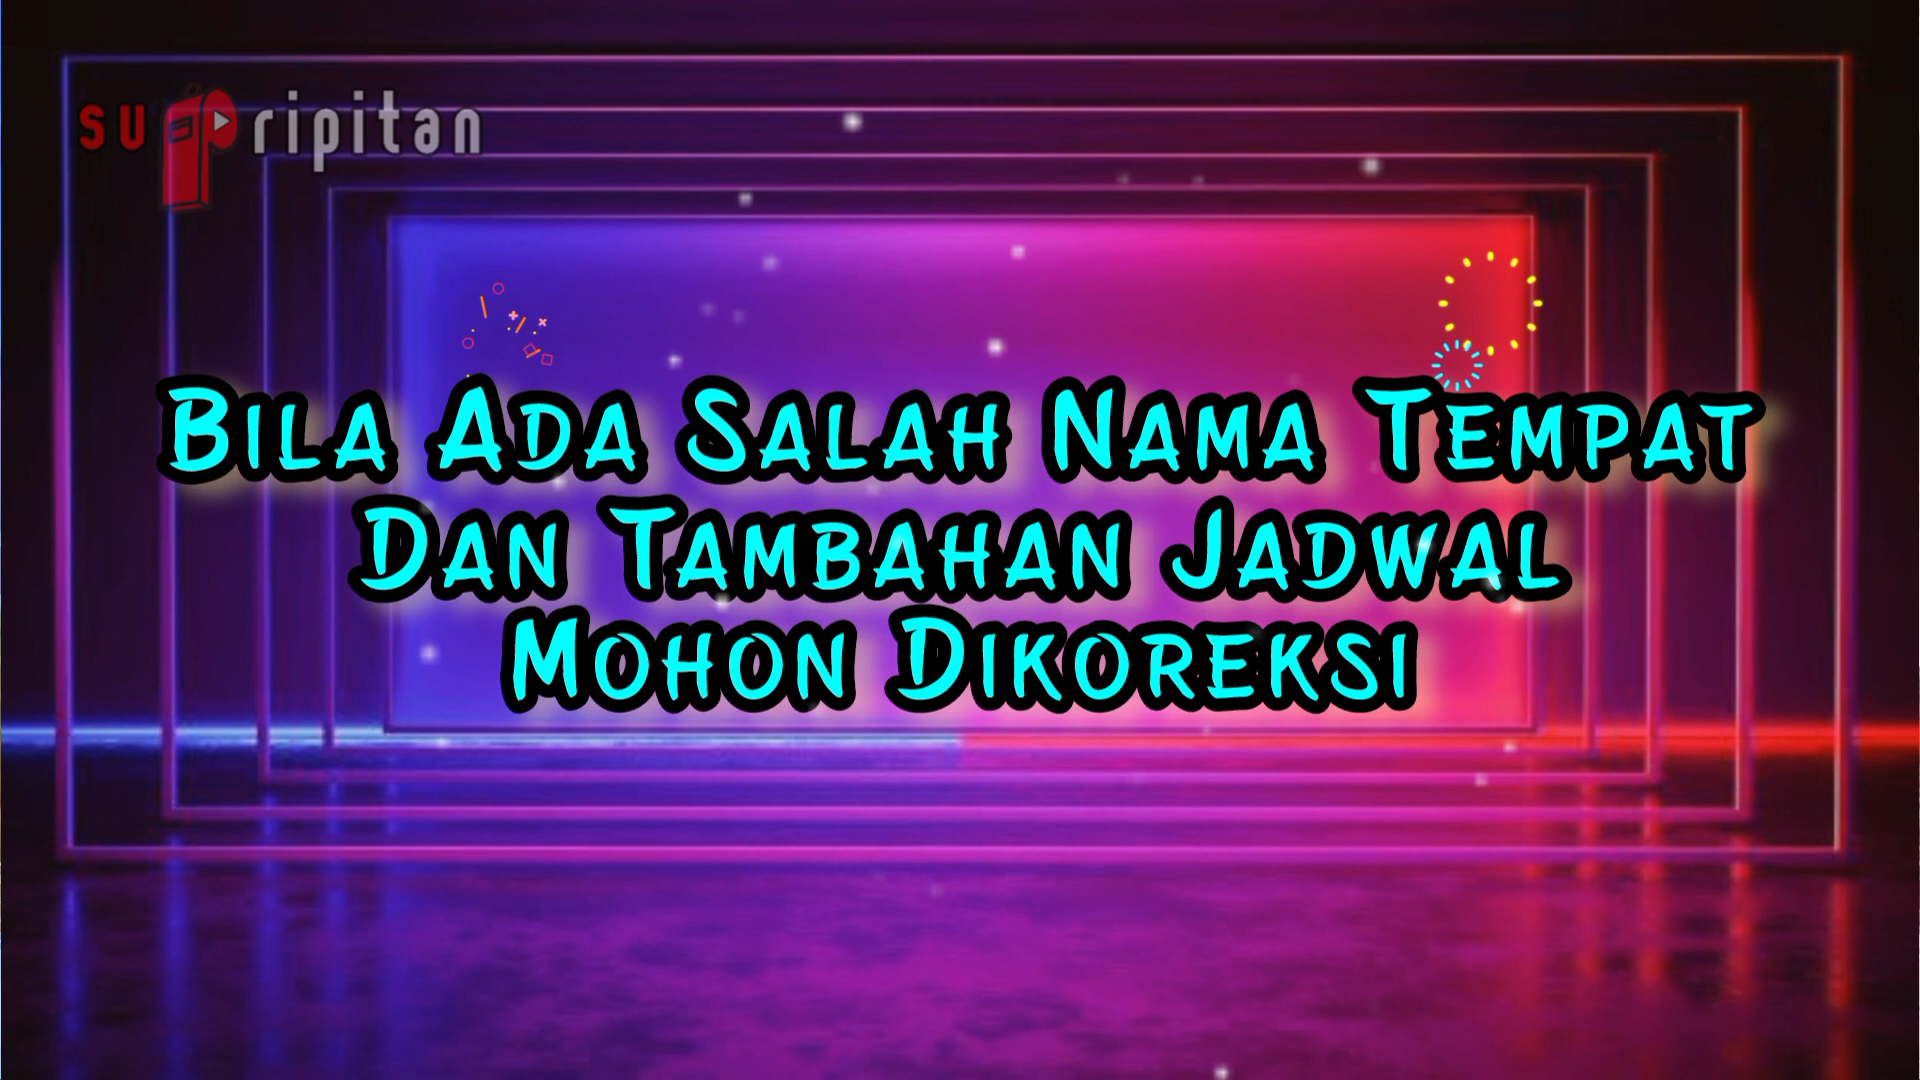 supripitan
Bila Ada Salah Nama Tempat
Dan Tambahan Jadwal
Mohon Dikoreksi